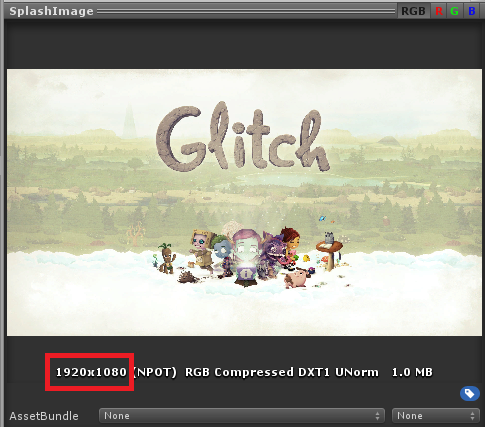 SplashImage RGB R G B
Glitch
1920x1080 (NPOT) RGB Compressed DXT1 UNorm 1.0 MB
AssetBundle None None